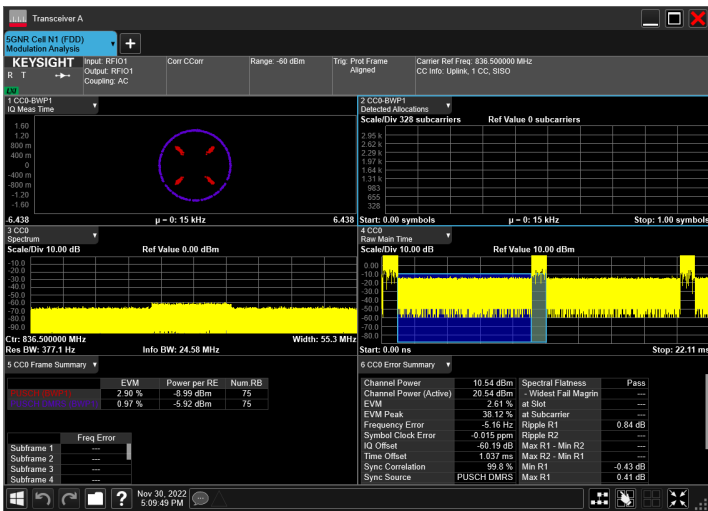 Transceiver A
5GNR Cell N1 (FDD)
Modulation Analysis
KEYSIGHT
R T
Input: RFIO1
Output: RFIO1
Coupling: AC
Corr CCorr
Range: -60 dBm
Trig: Prot Frame
Aligned
Carrier Ref Freq: 836.500000 MHz
CC Info: Uplink, 1 CC, SISO
1 CC0-BWP1
IQ Meas Time
1.60
1.20
800 m
400 m
0
-400 m
-800 m
-1.20
-1.60
-6.438
μ – 0: 15 kHz
6.438
2 CC0-BWP1
Detected Allocations
Scale/Div 328 subcarriers
Ref Value 0 subcarriers
2.95 k
2.62 k
2.29 k
1.97 k
1.64 k
1.31 k
983
655
328
Start: 0.00 symbols
μ – 0: 15 kHz
Stop: 1.00 symbols
3 CC0
Spectrum
Scale/Div 10.00 dB
Ref Value 0.00 dBm
-10.0
-20.0
-30.0
-40.0
-50.0
-60.0
-70.0
-80.0
-90.0
Ctr: 836.500000 MHz
Width: 55.3 MHz
Res BW: 377.1 Hz
Info BW: 24.58 MHz
4 CC0
Raw Main Time
Scale/Div 10.00 dB
Ref Value 10.00 dBm
0.00
-10.0
-20.0
-30.0
-40.0
-50.0
-60.0
-70.0
-80.0
Start: 0.00 ns
Stop: 22.11 ms
5 CC0 Frame Summary
EVM Power per RE Num.RB
2.90 % -8.99 dBm 75
0.97 % -5.92 dBm 75
Freq Error
Subframe 1 ---
Subframe 2 ---
Subframe 3 ---
Subframe 4 ---
6 CC0 Error Summary
Channel Power 10.54 dBm Spectral Flatness Pass
Channel Power (Active) 20.54 dBm - Widest Fail Magrin ---
EVM 2.61 % at Slot ---
EVM Peak 38.12 % at Subcarrier ---
Frequency Error -5.16 Hz Ripple R1 0.84 dB
Symbol Clock Error -0.015 ppm Ripple R2 ---
IQ Offset -60.19 dB Max R1 - Min R2 ---
Time Offset 1.037 ms Max R2 - Min R1 ---
Sync Correlation 99.8 % Min R1 -0.43 dB
Sync Source PUSCH DMRS Max R1 0.41 dB
?
Nov 30, 2022
5:09:49 PM